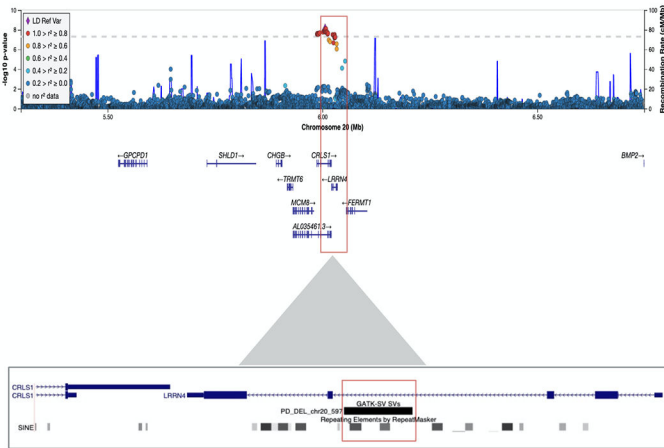 10
8
6
4
2
0
-log10 p-value
LD Ref Var
1.0 > r² ≥ 0.8
0.8 > r² ≥ 0.6
0.6 > r² ≥ 0.4
0.4 > r² ≥ 0.2
0.2 > r² ≥ 0.0
no r² data
100
80
60
40
20
0
Recombination Rate (cM/Mb)
5.50 6.00 6.50
Chromosome 20 (Mb)
←GPCPD1 SHLD1→ CHGB→ CRLS1→ BMP2→
←TRMT6 ←LRRN4
MCM8→ ←FERMT1
AL035461.3→
CRLS1
CRLS1 LRRN4
GATK-SV SVs
PD_DEL_chr20_597
Repeating Elements by RepeatMasker
SINE